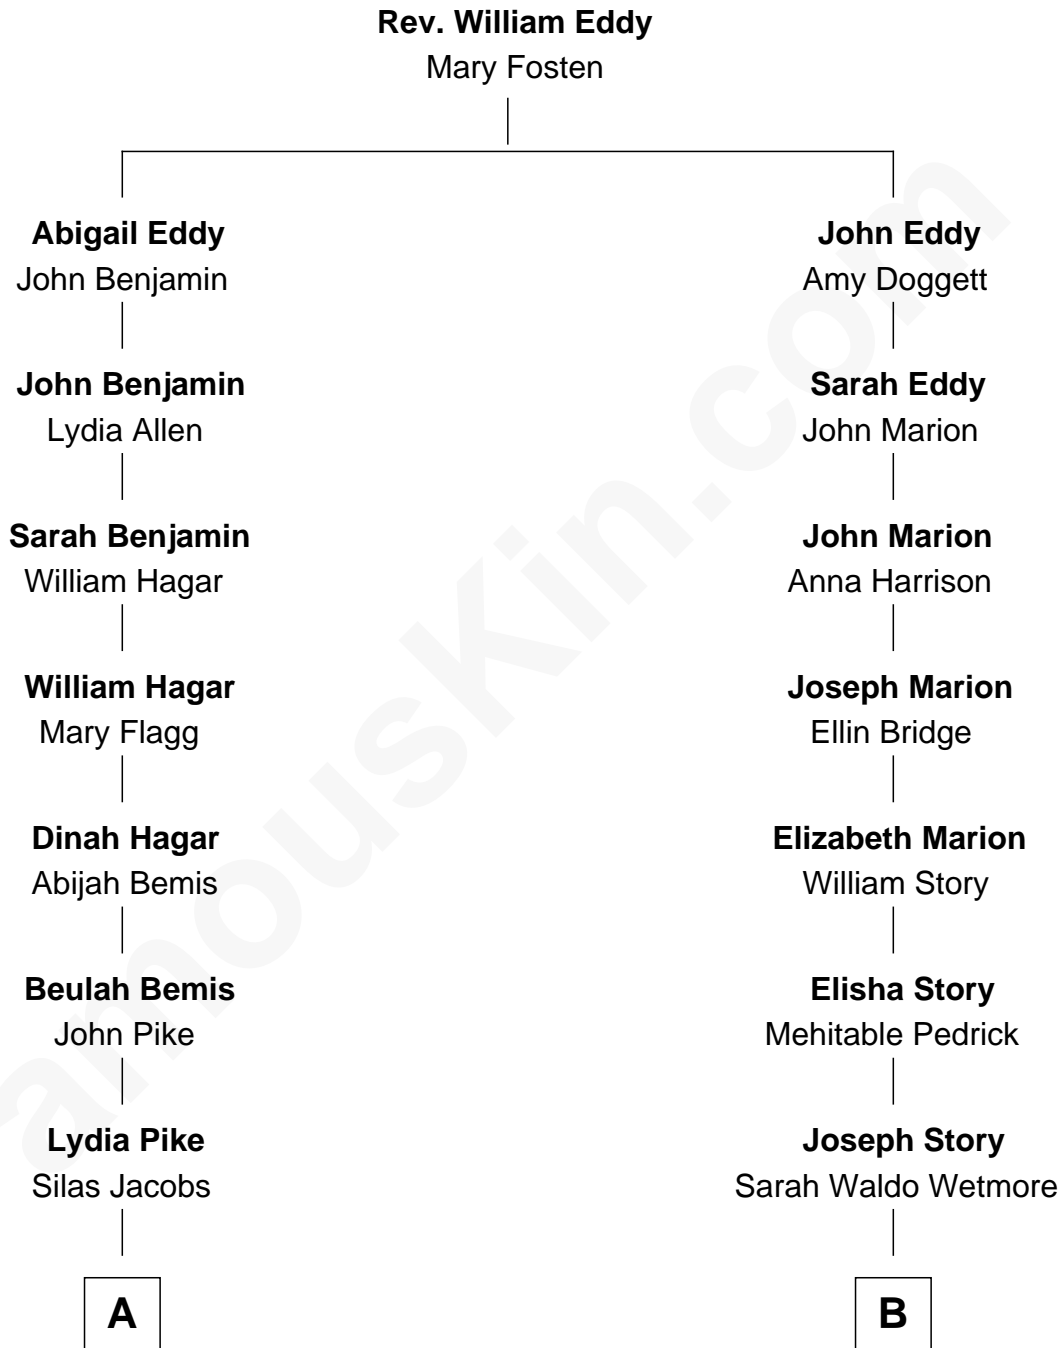 Rev. William Eddy
Mary Fosten
Abigail Eddy
John Benjamin
John Benjamin
Lydia Allen
Sarah Benjamin
William Hagar
William Hagar
Mary Flagg
Dinah Hagar
Abijah Bemis
Beulah Bemis
John Pike
Lydia Pike
Silas Jacobs
A
John Eddy
Amy Doggett
Sarah Eddy
John Marion
John Marion
Anna Harrison
Joseph Marion
Ellin Bridge
Elizabeth Marion
William Story
Elisha Story
Mehitable Pedrick
Joseph Story
Sarah Waldo Wetmore
B
amouskin.com